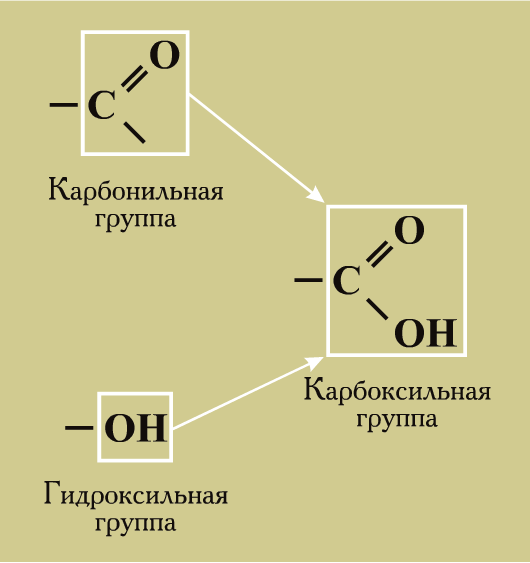 O
— C
Карбонильная
группа
O
— C
OH
Карбоксильная
группа
— OH
Гидроксильная
группа